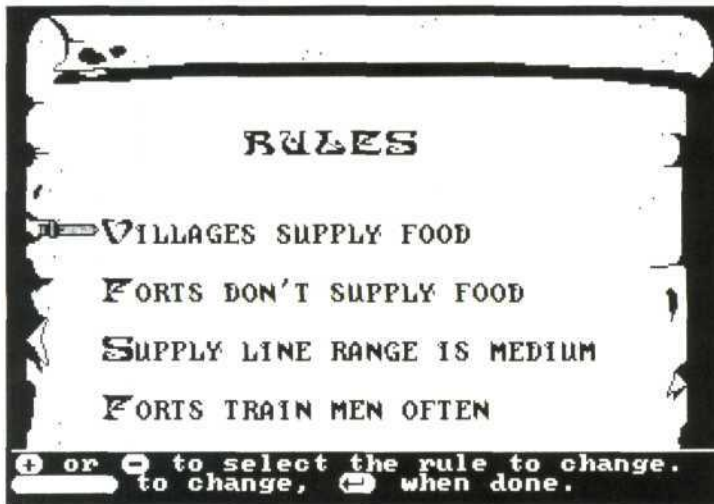 RULES
VILLAGES SUPPLY FOOD
FORTS DON'T SUPPLY FOOD
SUPPLY LINE RANGE IS MEDIUM
FORTS TRAIN MEN OFTEN
+ or - to select the rule to change.
to change, ↵ when done.